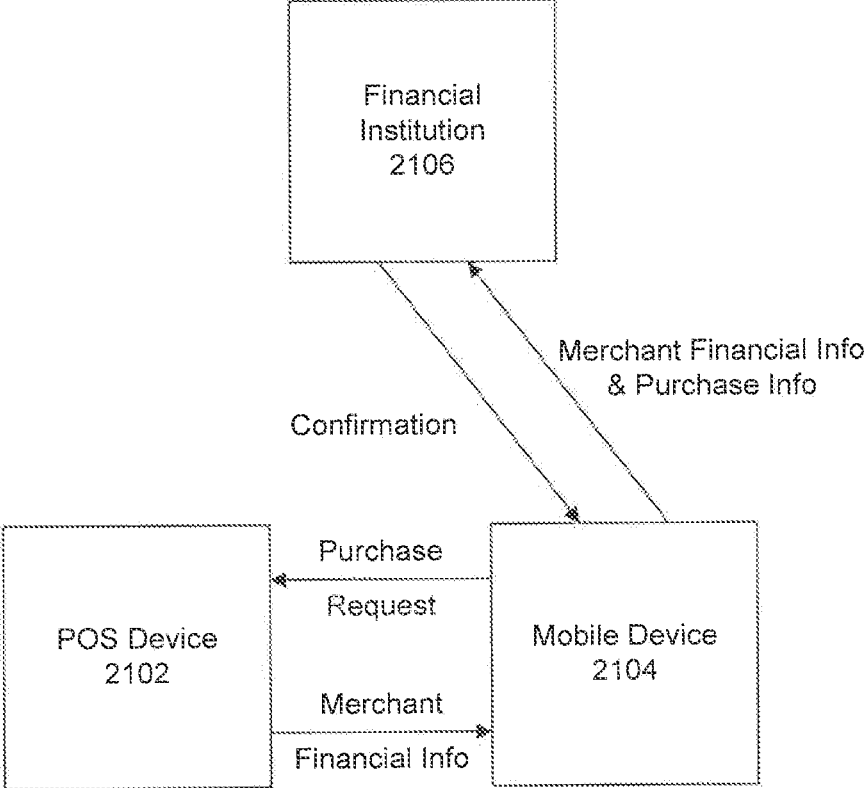 Financial
Institution
2106
Merchant Financial Info
& Purchase Info
Confirmation
Purchase
Request
POS Device
2102
Mobile Device
2104
Merchant
Financial Info